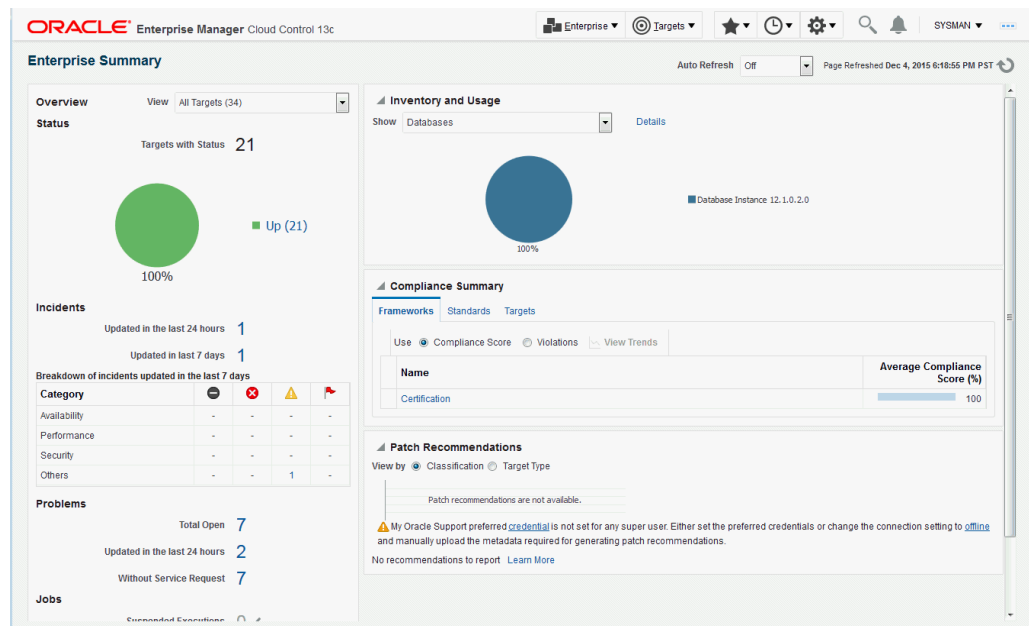 ORACLE Enterprise Manager Cloud Control 13c
Enterprise
Targets
SYSMAN
Enterprise Summary
Auto Refresh Off
Page Refreshed Dec 4, 2015 6:18:55 PM PST
Overview
View All Targets (34)
Status
Targets with Status 21
Up (21)
100%
Incidents
Updated in the last 24 hours 1
Updated in last 7 days 1
Breakdown of incidents updated in the last 7 days
Category
Availability - - - -
Performance - - - -
Security - - - -
Others - - 1 -
Problems
Total Open 7
Updated in the last 24 hours 2
Without Service Request 7
Jobs
Suspended Executions 0
Inventory and Usage
Show Databases Details
Database Instance 12.1.0.2.0
100%
Compliance Summary
Frameworks Standards Targets
Use Compliance Score Violations View Trends
Name Average Compliance
Score (%)
Certification 100
Patch Recommendations
View by Classification Target Type
Patch recommendations are not available.
My Oracle Support preferred credential is not set for any super user. Either set the preferred credentials or change the connection setting to offline
and manually upload the metadata required for generating patch recommendations.
No recommendations to report Learn More